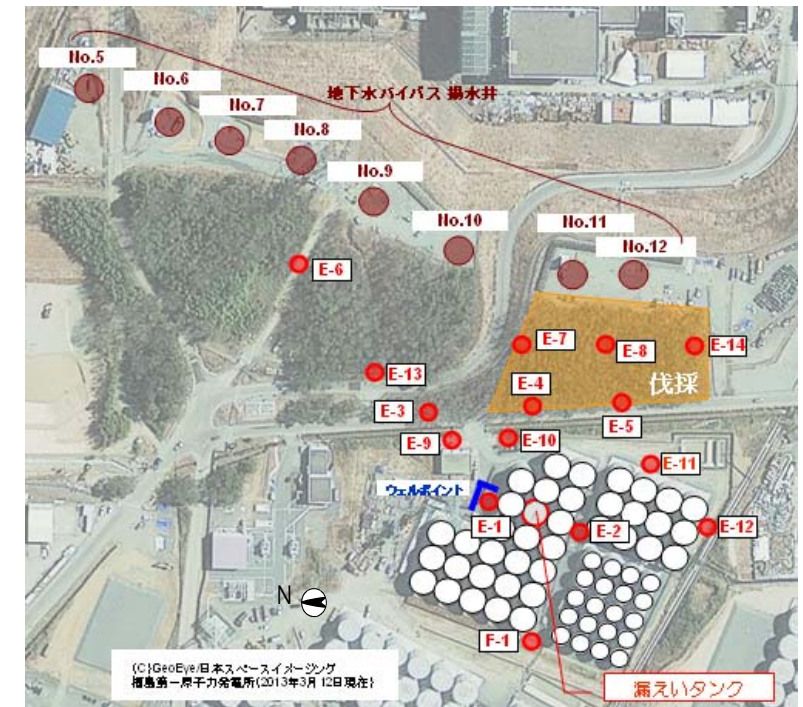 No.5
No.6
No.7
地下水バイパス 揚水井
No.8
No.9
No.10
No.11
No.12
E-6
E-7
E-8
E-14
E-13
伐採
E-4
E-3
E-5
E-9
E-10
E-11
ウェルポイント
E-1
E-2
E-12
N
F-1
(C)GeoEye/日本スペースイメージング
福島第一原子力発電所(2013年3月12日現在)
漏えいタンク